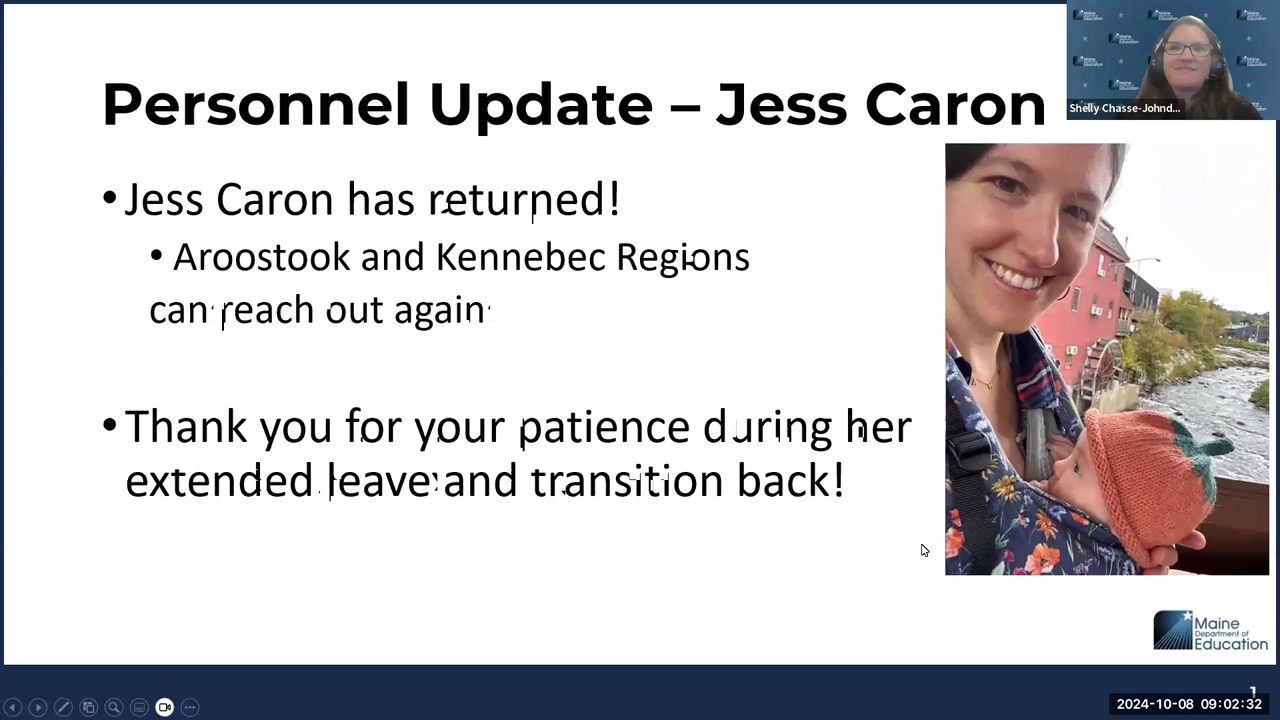 Personnel Update – Jess Caron
Shelly Chasse-Johnd...
•Jess Caron has returned!
• Aroostook and Kennebec Regions
can reach out again
•Thank you for your patience during her
extended leave and transition back!
Maine
Department of
Education
1
2024-10-08 09:02:32